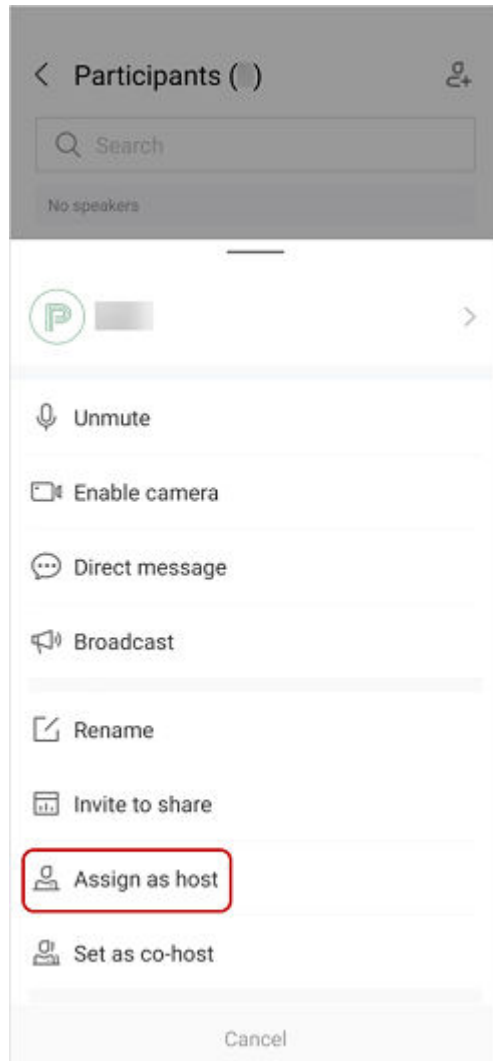 Participants ( )
Search
No speakers
P
Unmute
Enable camera
Direct message
Broadcast
Rename
Invite to share
Assign as host
Set as co-host
Cancel